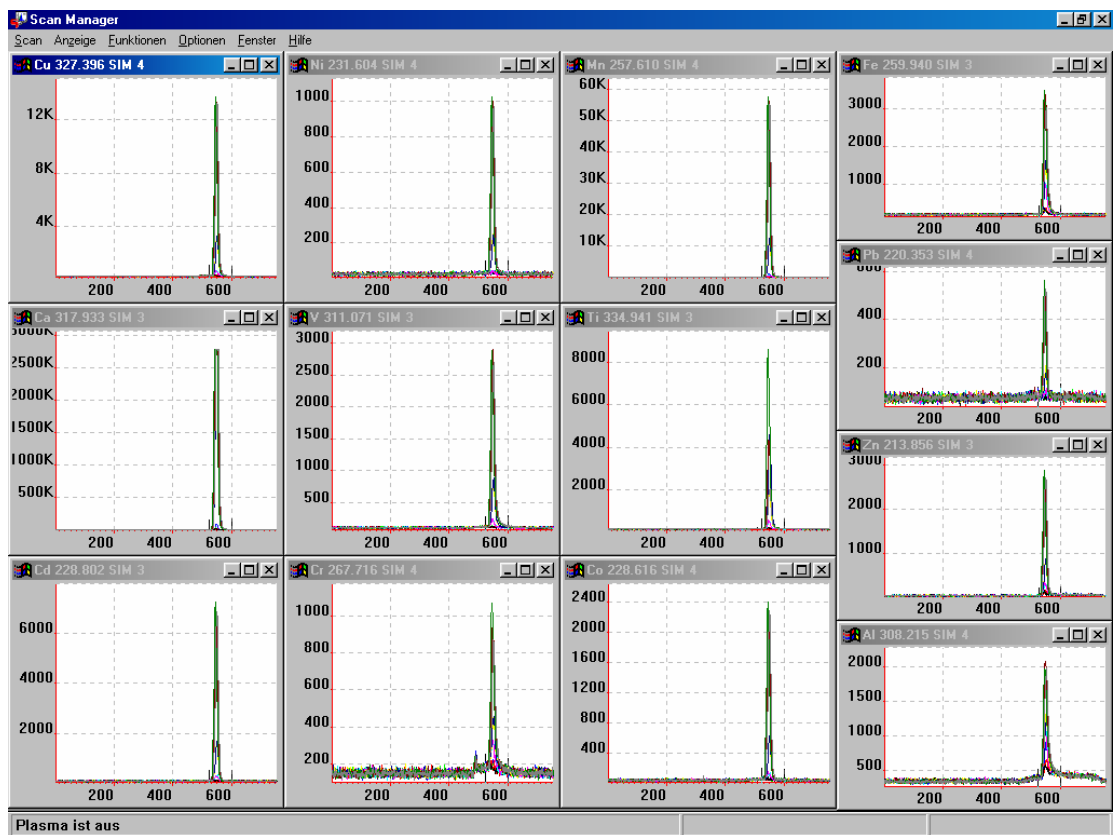 Scan Manager
Scan Anzeige Funktionen Optionen Fenster Hilfe
Cu 327.396 SIM 4
12K
8K
4K
200 400 600
Ni 231.604 SIM 4
1000
800
600
400
200
200 400 600
Mn 257.610 SIM 4
60K
50K
40K
30K
20K
10K
200 400 600
Fe 259.940 SIM 3
3000
2000
1000
200 400 600
Pb 220.353 SIM 4
600
400
200
200 400 600
Ca 317.933 SIM 3
3000K
2500K
2000K
1500K
1000K
500K
200 400 600
V 311.071 SIM 3
3000
2500
2000
1500
1000
500
200 400 600
Ti 334.941 SIM 3
8000
6000
4000
2000
200 400 600
Zn 213.856 SIM 3
3000
2000
1000
200 400 600
Cd 228.802 SIM 3
6000
4000
2000
200 400 600
Cr 267.716 SIM 4
1000
800
600
400
200
200 400 600
Co 228.616 SIM 4
2400
2000
1600
1200
800
400
200 400 600
Al 308.215 SIM 4
2000
1500
1000
500
200 400 600
Plasma ist aus